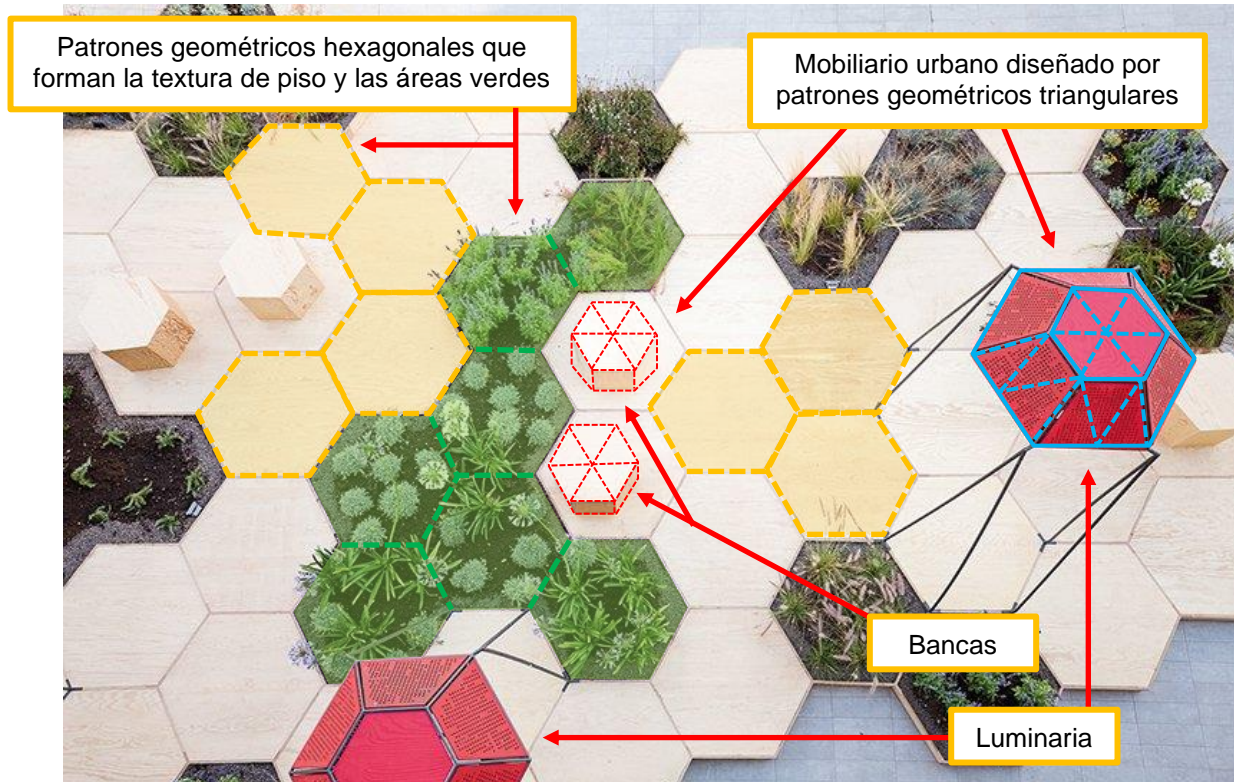 Patrones geométricos hexagonales que
forman la textura de piso y las áreas verdes
Mobiliario urbano diseñado por
patrones geométricos triangulares
Bancas
Luminaria